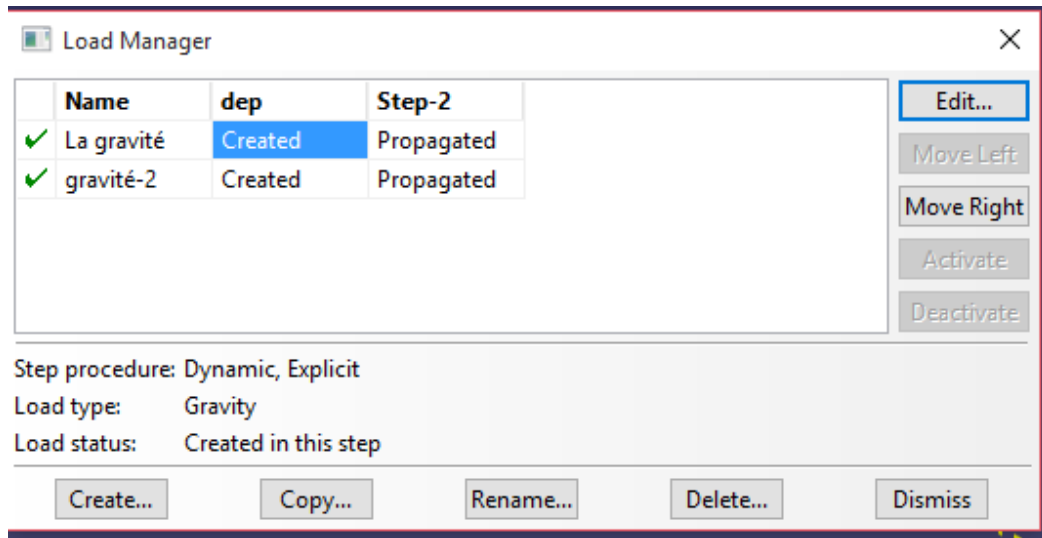 Load Manager
Name dep Step-2
La gravité Created Propagated
gravité-2 Created Propagated
Edit...
Move Left
Move Right
Activate
Deactivate
Step procedure: Dynamic, Explicit
Load type: Gravity
Load status: Created in this step
Create... Copy... Rename... Delete... Dismiss